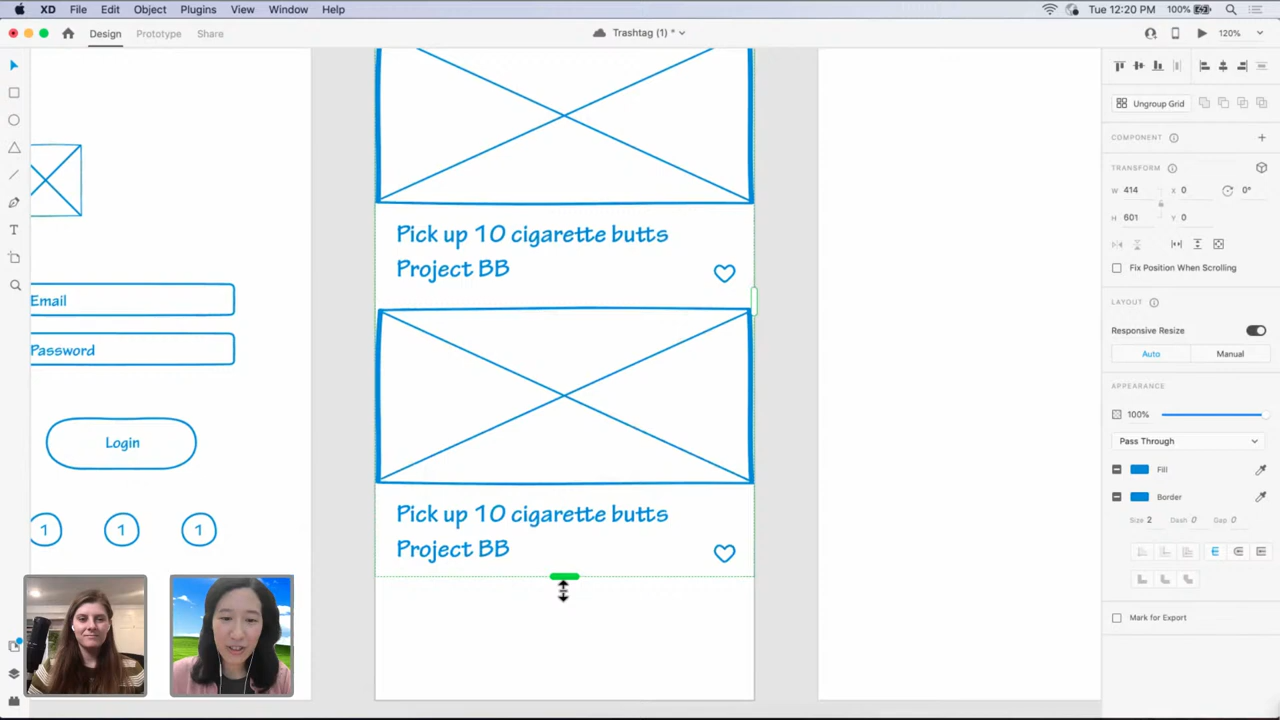 XD File Edit Object Plugins View Window Help
Tue 12:20 PM 100%
Design Prototype Share
Trashtag (1) *
120%
Ungroup Grid
COMPONENT
TRANSFORM
W 414 X 0 0°
H 601 Y 0
Fix Position When Scrolling
LAYOUT
Responsive Resize
Auto Manual
APPEARANCE
100%
Pass Through
Fill
Border
Size 2 Dash 0 Gap 0
Mark for Export
T
Email
Password
Login
1 1 1
Pick up 10 cigarette butts
Project BB
Pick up 10 cigarette butts
Project BB